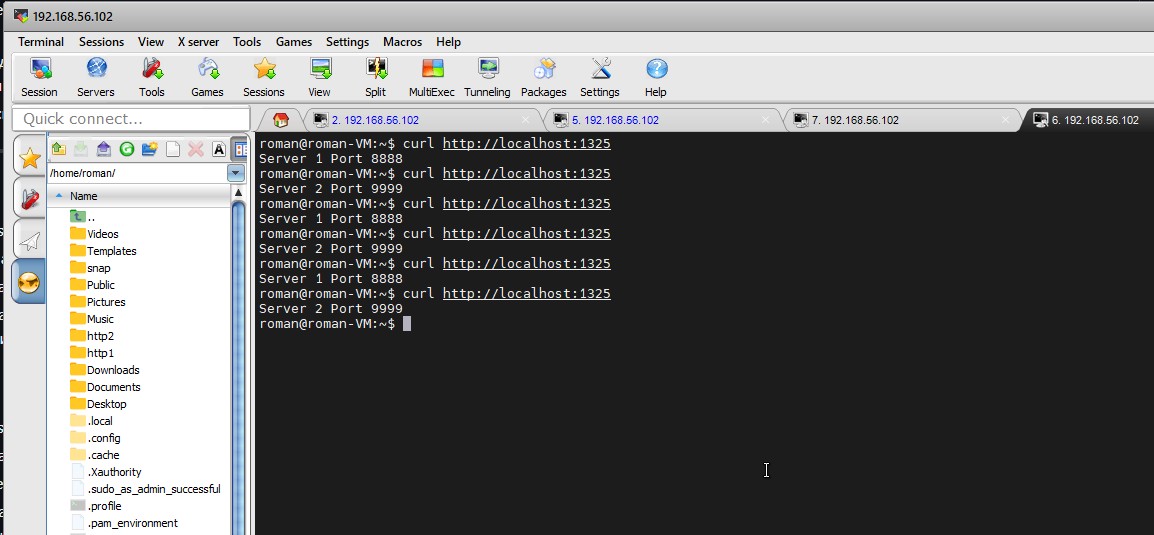 192.168.56.102
Terminal Sessions View X server Tools Games Settings Macros Help
Session Servers Tools Games Sessions View Split MultiExec Tunneling Packages Settings Help
Quick connect...
2. 192.168.56.102
5. 192.168.56.102
7. 192.168.56.102
6. 192.168.56.102
A
/home/roman/
Name
..
Videos
Templates
snap
Public
Pictures
Music
http2
http1
Downloads
Documents
Desktop
.local
.config
.cache
.Xauthority
.sudo_as_admin_successful
.profile
.pam_environment
roman@roman-VM:~$ curl http://localhost:1325
Server 1 Port 8888
roman@roman-VM:~$ curl http://localhost:1325
Server 2 Port 9999
roman@roman-VM:~$ curl http://localhost:1325
Server 1 Port 8888
roman@roman-VM:~$ curl http://localhost:1325
Server 2 Port 9999
roman@roman-VM:~$ curl http://localhost:1325
Server 1 Port 8888
roman@roman-VM:~$ curl http://localhost:1325
Server 2 Port 9999
roman@roman-VM:~$